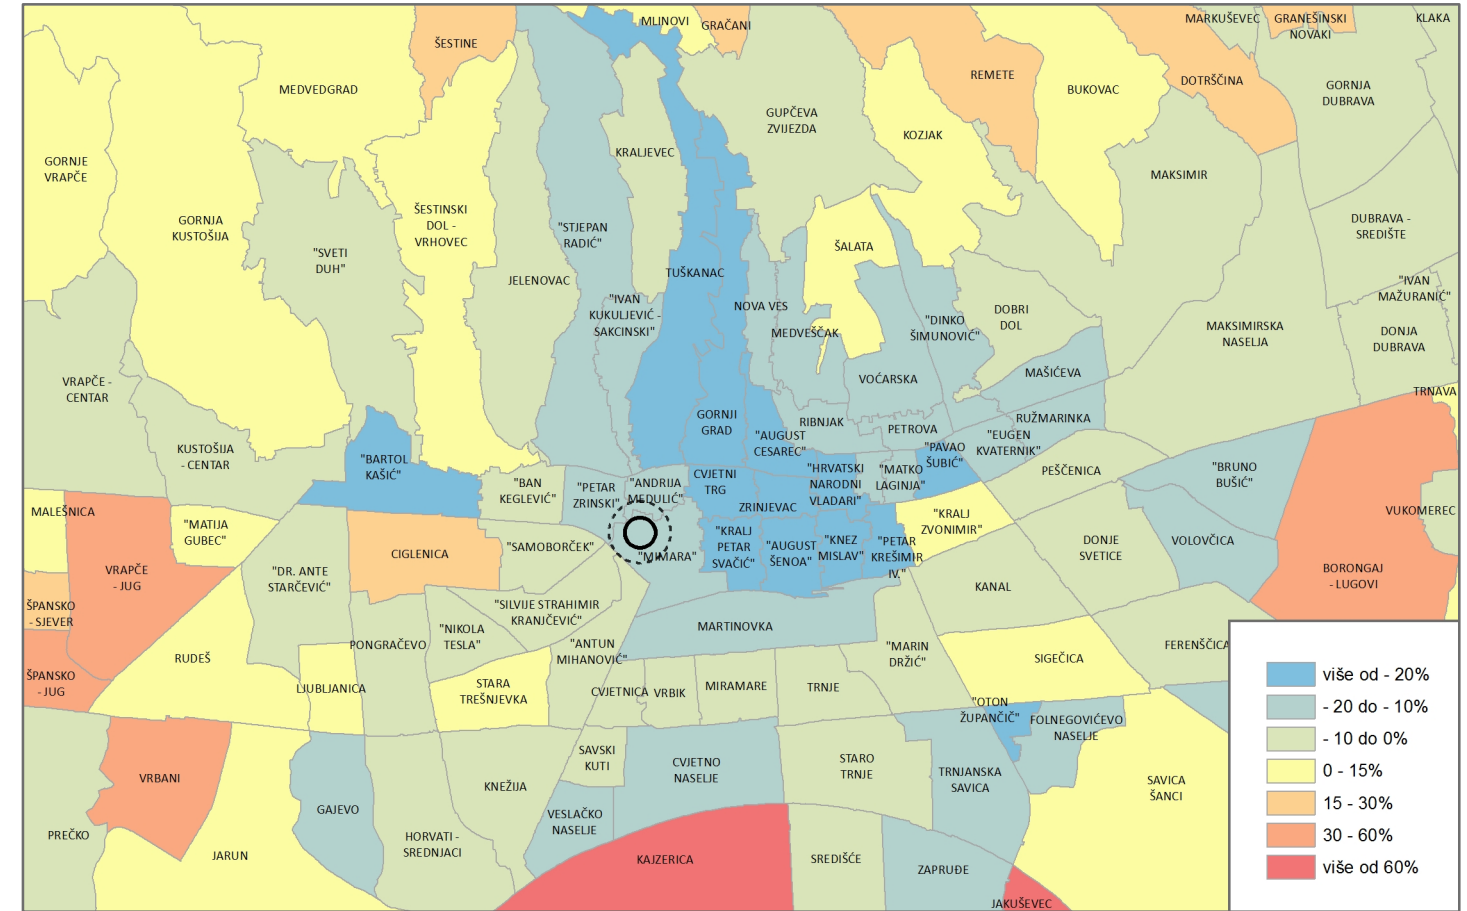 MLINOVI
GRAČANI
MARKUŠEVEC
GRANEŠINSKI
NOVAKI
KLAKA
ŠESTINE
REMETE
DOTRŠČINA
MEDVEDGRAD
BUKOVAC
GORNJA
DUBRAVA
GUPČEVA
ZVIJEZDA
KOZJAK
KRALJEVEC
GORNJE
VRAPČE
MAKSIMIR
GORNJA
KUSTOŠIJA
ŠESTINSKI
DOL -
VRHOVEC
"STJEPAN
RADIĆ"
DUBRAVA -
SREDIŠTE
"SVETI
DUH"
ŠALATA
JELENOVAC
TUŠKANAC
"IVAN
MAŽURANIĆ"
"IVAN
KUKULJEVIĆ -
SAKCINSKI"
NOVA VES
MEDVEŠČAK
"DINKO
ŠIMUNOVIĆ"
DOBRI
DOL
MAKSIMIRSKA
NASELJA
DONJA
DUBRAVA
VRAPČE -
CENTAR
VOĆARSKA
MAŠIĆEVA
TRNAVA
GORNJI
GRAD
RIBNJAK
PETROVA
RUŽMARINKA
"AUGUST
CESAREC"
"EUGEN
KVATERNIK"
KUSTOŠIJA
- CENTAR
"BARTOL
KAŠIĆ"
"PAVAO
ŠUBIĆ"
"HRVATSKI
NARODNI
VLADARI"
"MATKO
LAGINJA"
PEŠČENICA
"BRUNO
BUŠIĆ"
"BAN
KEGLEVIĆ"
"PETAR
ZRINSKI"
"ANDRIJA
MEDULIĆ"
CVJETNI
TRG
ZRINJEVAC
MALEŠNICA
"MATIJA
GUBEC"
"KRALJ
ZVONIMIR"
VUKOMEREC
CIGLENICA
"SAMOBORČEK"
"MIMARA"
"KRALJ
PETAR
SVAČIĆ"
"AUGUST
ŠENOA"
"KNEZ
MISLAV"
"PETAR
KREŠIMIR
IV."
DONJE
SVETICE
VOLOVČICA
VRAPČE
- JUG
"DR. ANTE
STARČEVIĆ"
BORONGAJ
- LUGOVI
KANAL
ŠPANSKO
- SJEVER
"SILVIJE STRAHIMIR
KRANJČEVIĆ"
MARTINOVKA
"NIKOLA
TESLA"
PONGRAČEVO
"ANTUN
MIHANOVIĆ"
"MARIN
DRŽIĆ"
FERENŠČICA
RUDEŠ
SIGEČICA
ŠPANSKO
- JUG
LJUBLJANICA
STARA
TREŠNJEVKA
CVJETNICA
VRBIK
MIRAMARE
TRNJE
"OTON
ŽUPANČIČ"
FOLNEGOVIĆEVO
NASELJE
SAVSKI
KUTI
CVJETNO
NASELJE
STARO
TRNJE
TRNJANSKA
SAVICA
VRBANI
KNEŽIJA
SAVICA
ŠANCI
GAJEVO
VESLAČKO
NASELJE
PREČKO
HORVATI -
SREDNJACI
JARUN
KAJZERICA
SREDIŠĆE
ZAPRUĐE
JAKUŠEVEC
više od - 20%
- 20 do - 10%
- 10 do 0%
0 - 15%
15 - 30%
30 - 60%
više od 60%